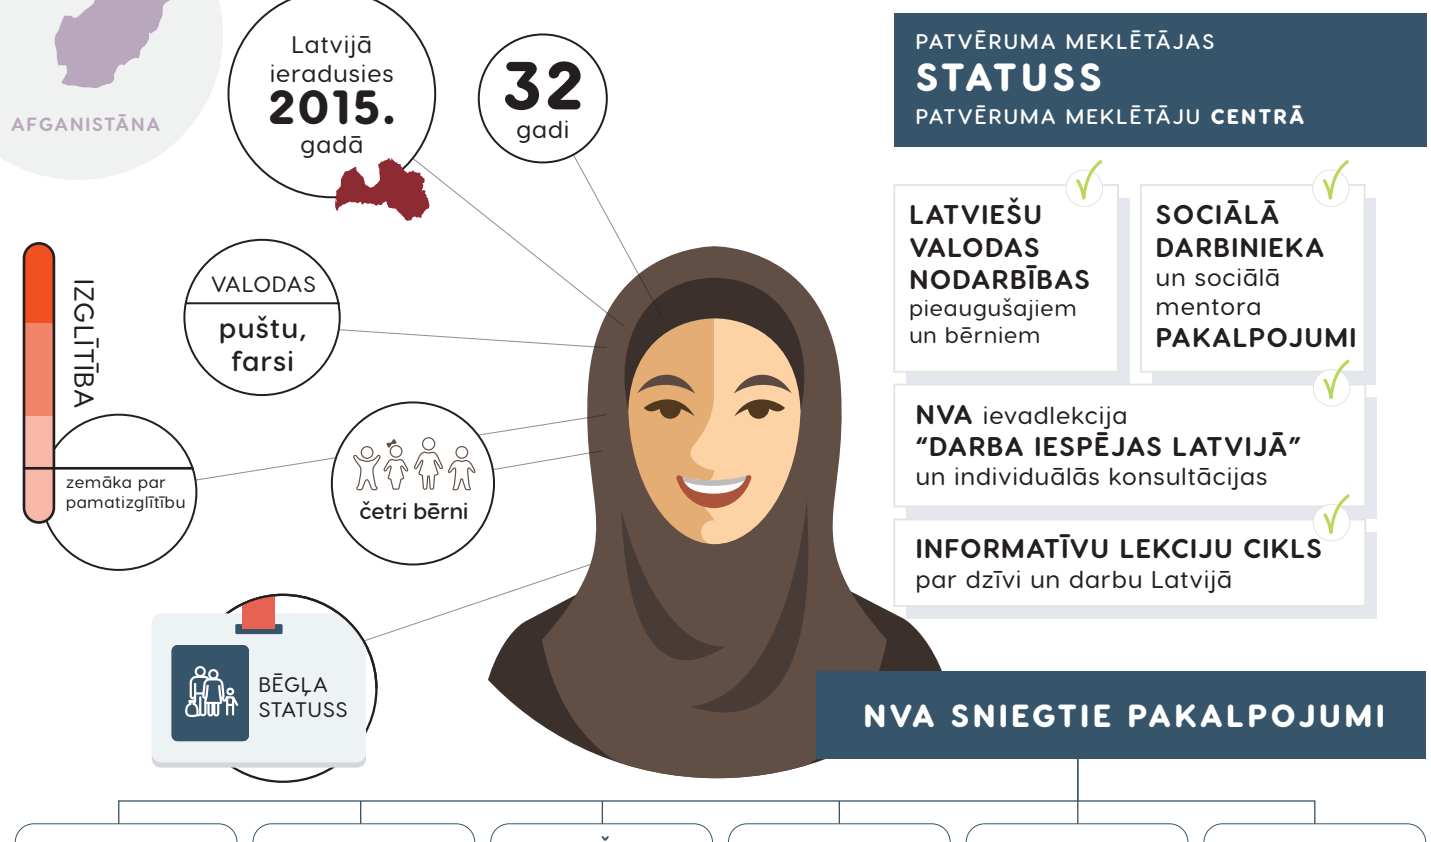 AFGANISTĀNA
Latvijā
ieradusies
2015.
gadā
32
gadi
IZGLĪTĪBA
zemāka par
pamatizglītību
VALODAS
puštu,
farsi
četri bērni
BĒGĻA
STATUSS
PATVĒRUMA MEKLĒTĀJAS
STATUSS
PATVĒRUMA MEKLĒTĀJU CENTRĀ
LATVIEŠU
VALODAS
NODARBĪBAS
pieaugušajiem
un bērniem
SOCIĀLĀ
DARBINIEKA
un sociālā
mentora
PAKALPOJUMI
NVA ievadlekcija
“DARBA IESPĒJAS LATVIJĀ”
un individuālās konsultācijas
INFORMATĪVU LEKCIJU CIKLS
par dzīvi un darbu Latvijā
NVA SNIEGTIE PAKALPOJUMI